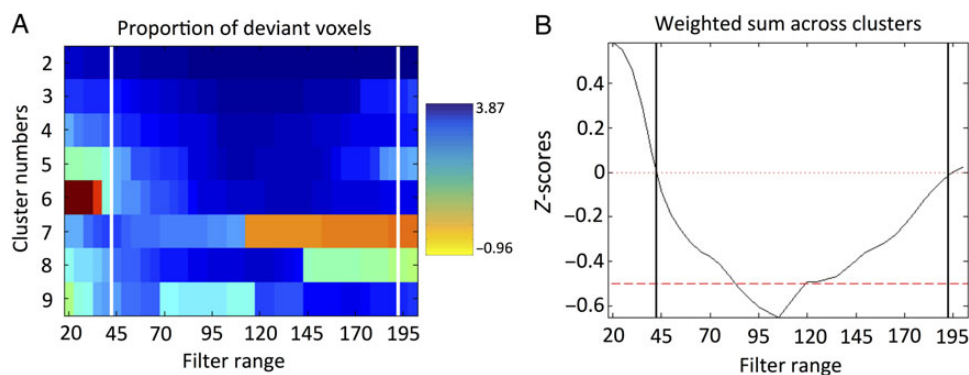 A
Proportion of deviant voxels
Cluster numbers
2
3
4
5
6
7
8
9
20 45 70 95 120 145 170 195
Filter range
3.87
−0.96
B
Weighted sum across clusters
Z-scores
0.4
0.2
0
−0.2
−0.4
−0.6
20 45 70 95 120 145 170 195
Filter range